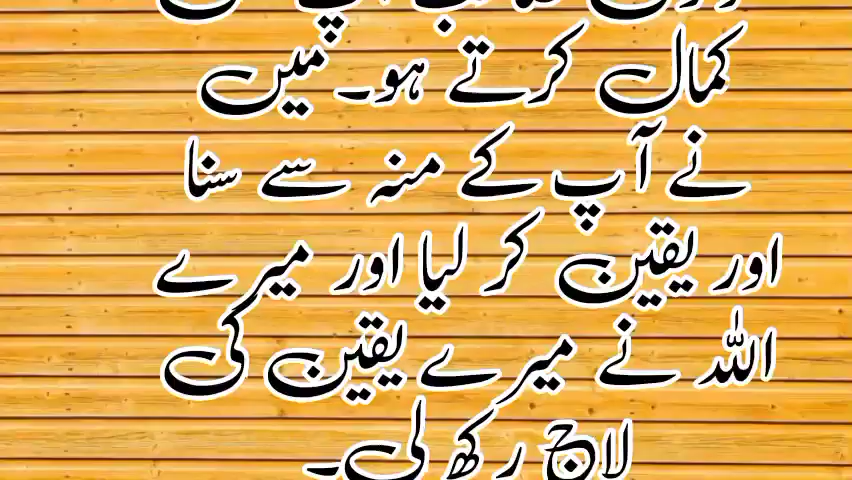 کمال کرتے ہو۔ میں
نے آپ کے منہ سے سنا
اور یقین کر لیا اور میرے
اللہ نے میرے یقین کی
لاج رکھ لی۔